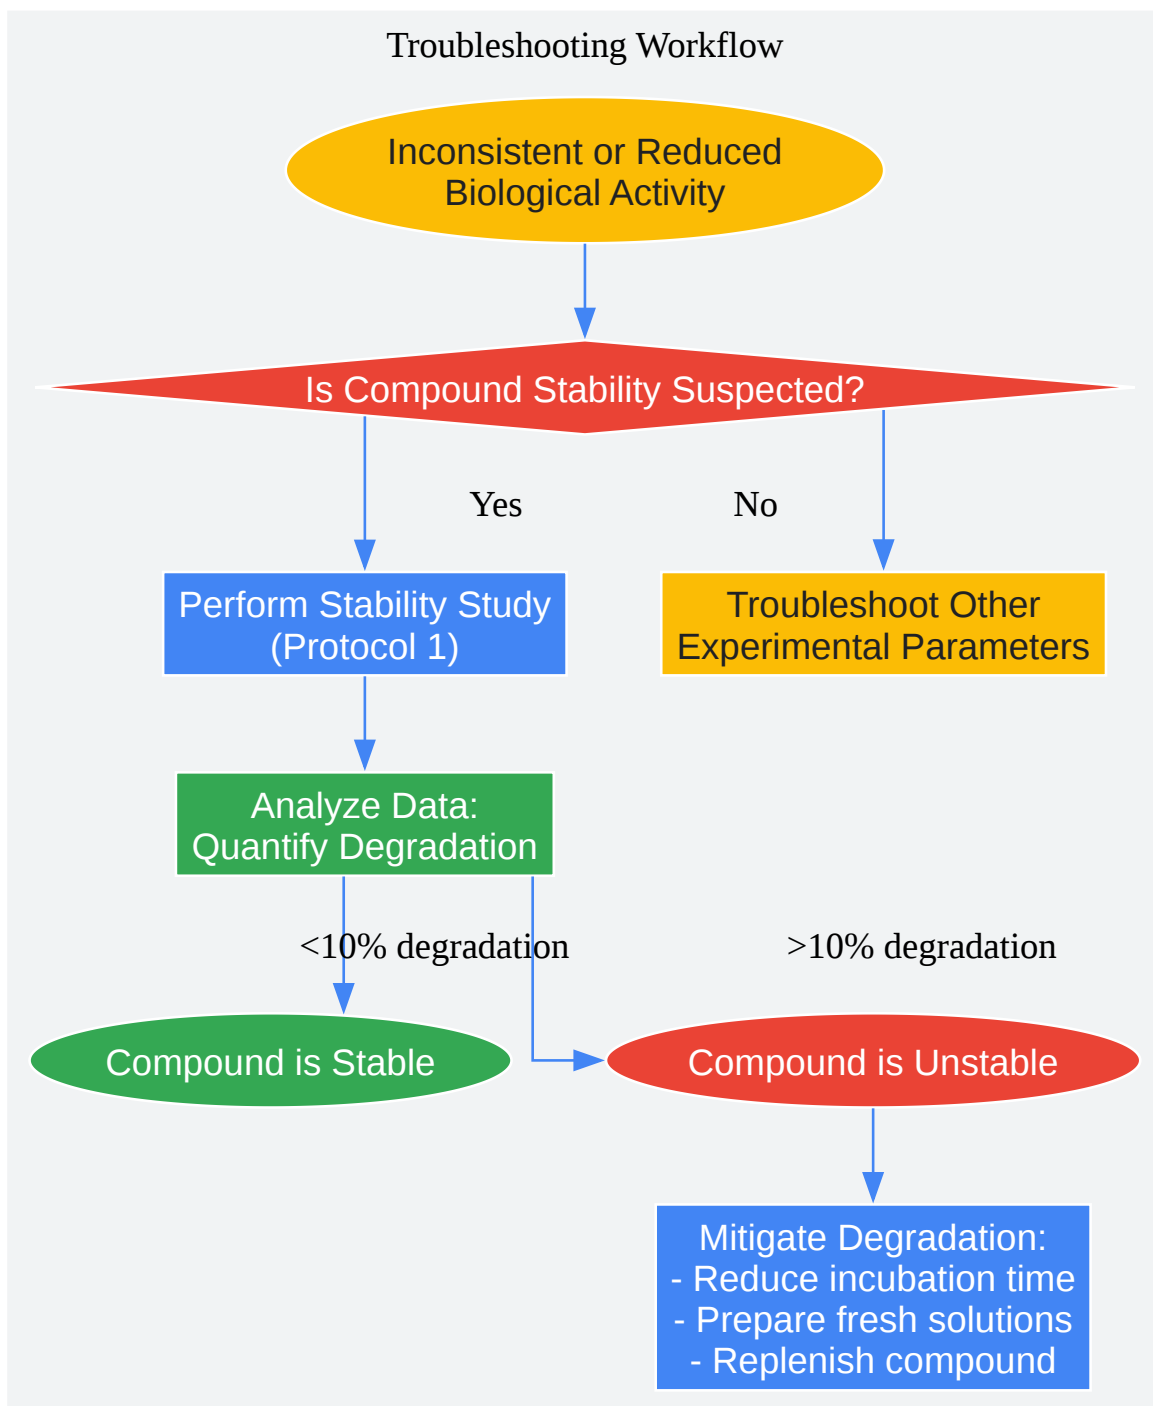 Troubleshooting Workflow
Inconsistent or Reduced
Biological Activity
Is Compound Stability Suspected?
Yes
No
Perform Stability Study
(Protocol 1)
Troubleshoot Other
Experimental Parameters
Analyze Data:
Quantify Degradation
<10% degradation
>10% degradation
Compound is Stable
Compound is Unstable
Mitigate Degradation:
- Reduce incubation time
- Prepare fresh solutions
- Replenish compound